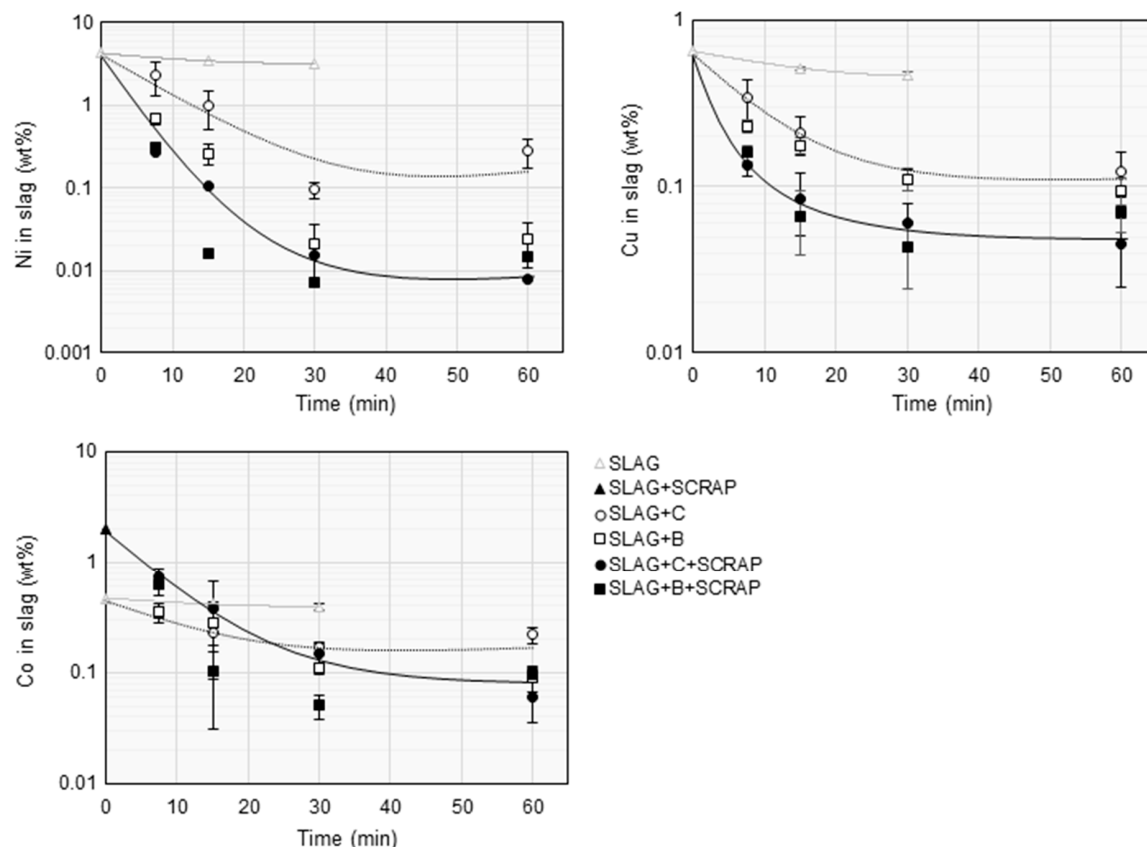 10
1
0.1
0.01
0.001
Ni in slag (wt%)
0 10 20 30 40 50 60
Time (min)
1
0.1
0.01
Cu in slag (wt%)
0 10 20 30 40 50 60
Time (min)
10
1
0.1
0.01
Co in slag (wt%)
0 10 20 30 40 50 60
Time (min)
SLAG
SLAG+SCRAP
SLAG+C
SLAG+B
SLAG+C+SCRAP
SLAG+B+SCRAP